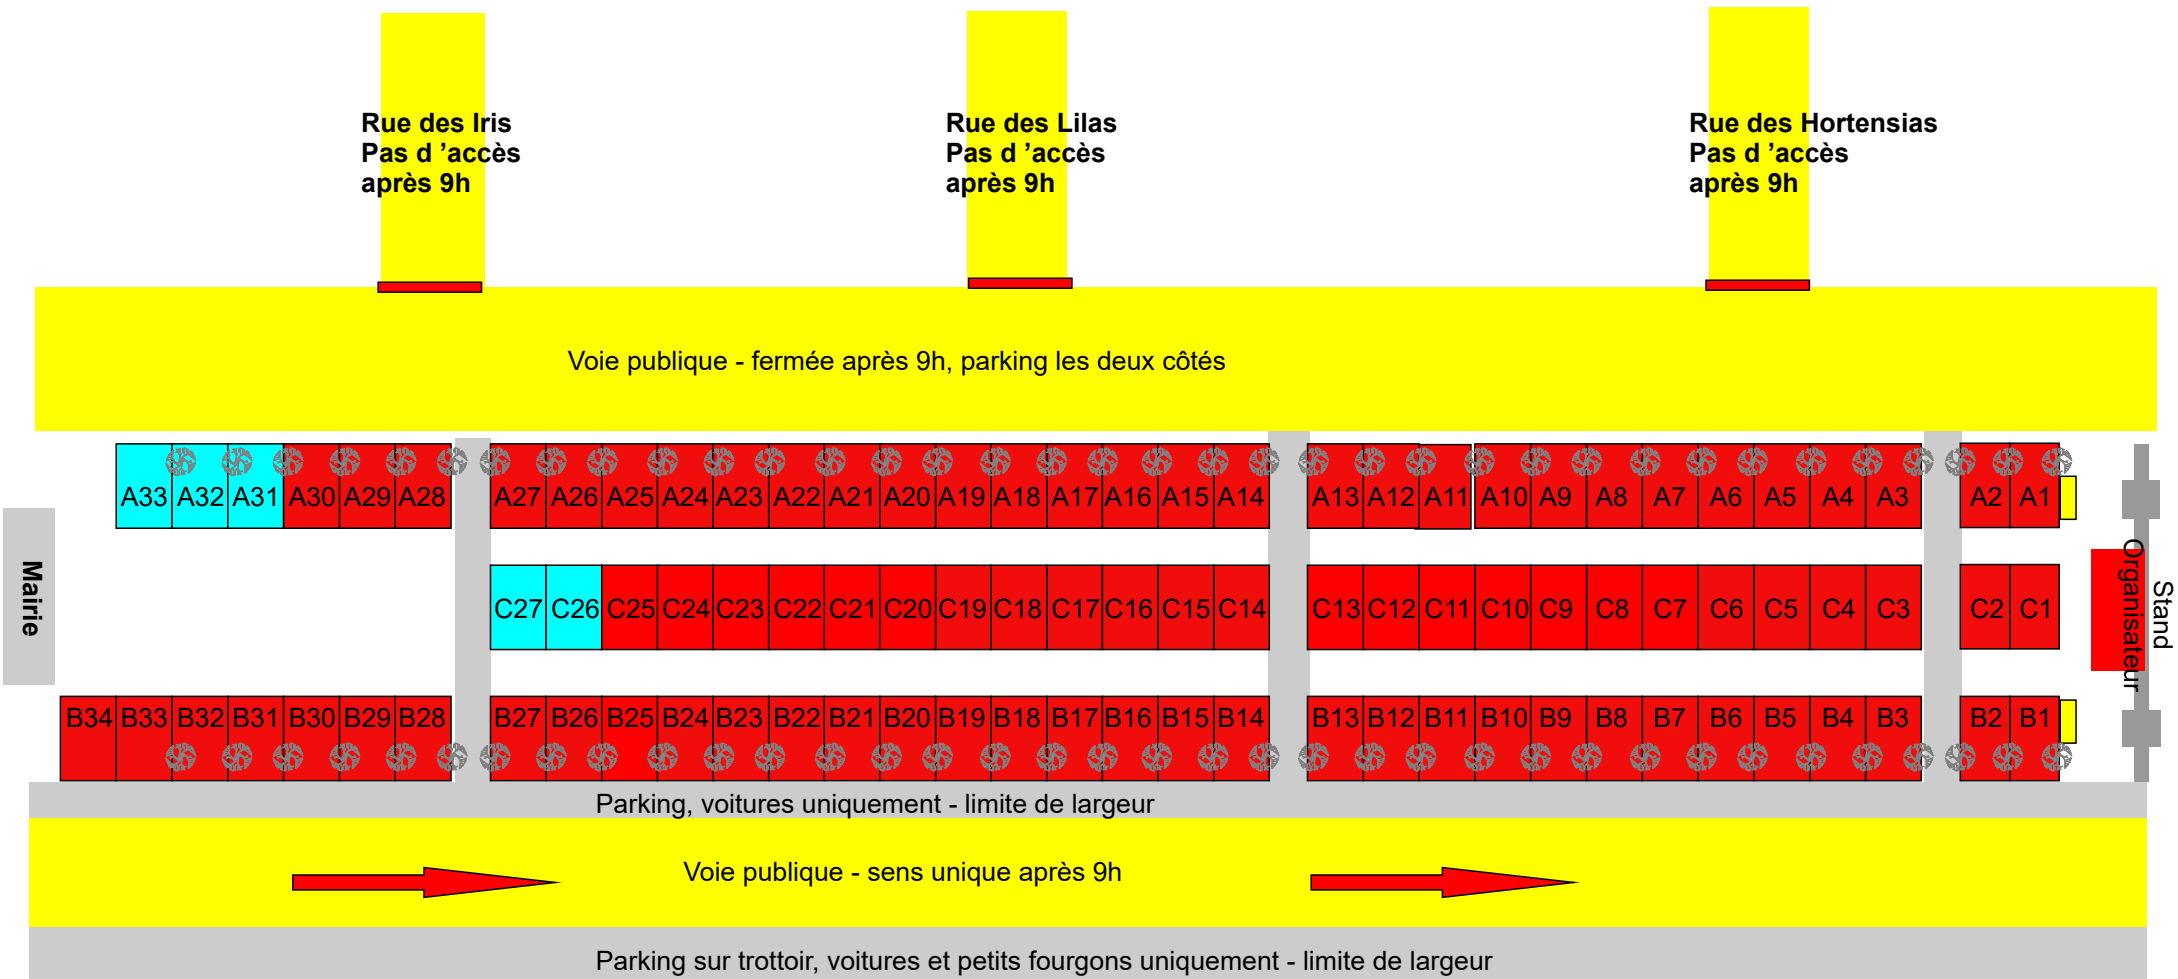 Rue des Iris
Pas d ’accès
après 9h
Rue des Lilas
Pas d ’accès
après 9h
Rue des Hortensias
Pas d ’accès
après 9h
Voie publique - fermée après 9h, parking les deux côtés
A33 A32 A31 A30 A29 A28 A27 A26 A25 A24 A23 A22 A21 A20 A19 A18 A17 A16 A15 A14 A13 A12 A11 A10 A9 A8 A7 A6 A5 A4 A3 A2 A1
Mairie
C27 C26 C25 C24 C23 C22 C21 C20 C19 C18 C17 C16 C15 C14 C13 C12 C11 C10 C9 C8 C7 C6 C5 C4 C3 C2 C1
Stand
Organisateur
B34 B33 B32 B31 B30 B29 B28 B27 B26 B25 B24 B23 B22 B21 B20 B19 B18 B17 B16 B15 B14 B13 B12 B11 B10 B9 B8 B7 B6 B5 B4 B3 B2 B1
Parking, voitures uniquement - limite de largeur
Voie publique - sens unique après 9h
Parking sur trottoir, voitures et petits fourgons uniquement - limite de largeur